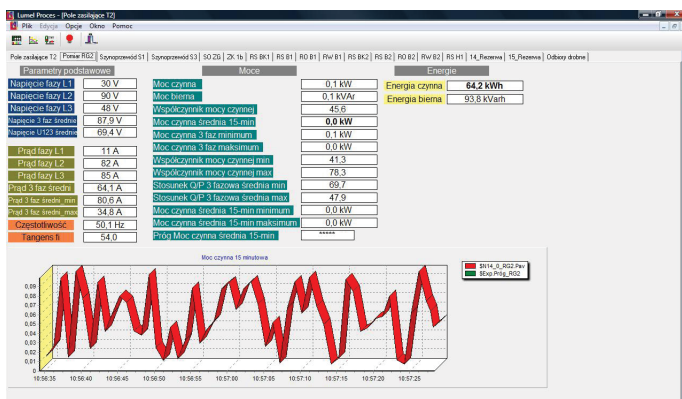 Lumel Proces - [Pole zasilające T2]
Plik Edycja Opcje Okno Pomoc
Pole zasilające T2 Pomiar RG2 Szynoprzewód S1 Szynoprzewód S3 SO ZG ZK 1b RS BK1 RS B1 RO B1 RW B1 RS BK2 RS B2 RO B2 RW B2 RS H1 14_Rezerwa 15_Rezerwa Odbiory drobne
Parametry podstawowe Moce Energie
Napięcie fazy L1 30 V
Napięcie fazy L2 90 V
Napięcie fazy L3 48 V
Napięcie 3 faz średnie 87,9 V
Napięcie U123 średnie 69,4 V
Prąd fazy L1 11 A
Prąd fazy L2 82 A
Prąd fazy L3 85 A
Prąd 3 faz średni 64,1 A
Prąd 3 faz średni_min 80,6 A
Prąd 3 faz średni_max 34,8 A
Częstotliwość 50,1 Hz
Tangens fi 54,0
Moc czynna 0,1 kW
Moc bierna 0,1 kVAr
Współczynnik mocy czynnej 45,6
Moc czynna średnia 15-min 0,0 kW
Moc czynna 3 faz minimum 0,1 kW
Moc czynna 3 faz maksimum 0,0 kW
Współczynnik mocy czynnej min 41,3
Współczynnik mocy czynnej max 78,3
Stosunek Q/P 3 fazowa średnia min 69,7
Stosunek Q/P 3 fazowa średnia max 47,9
Moc czynna średnia 15-min minimum 0,0 kW
Moc czynna średnia 15-min maksimum 0,0 kW
Próg Moc czynna średnia 15-min *****
Energia czynna 64,2 kWh
Energia bierna 93,8 kVarh
Moc czynna 15 minutowa
$N14_0_RG2.Pav
$Exp.Próg_RG2
0,09
0,08
0,07
0,06
0,05
0,04
0,03
0,02
0,01
0
10:56:35 10:56:40 10:56:45 10:56:50 10:56:55 10:57:00 10:57:05 10:57:10 10:57:15 10:57:20 10:57:25